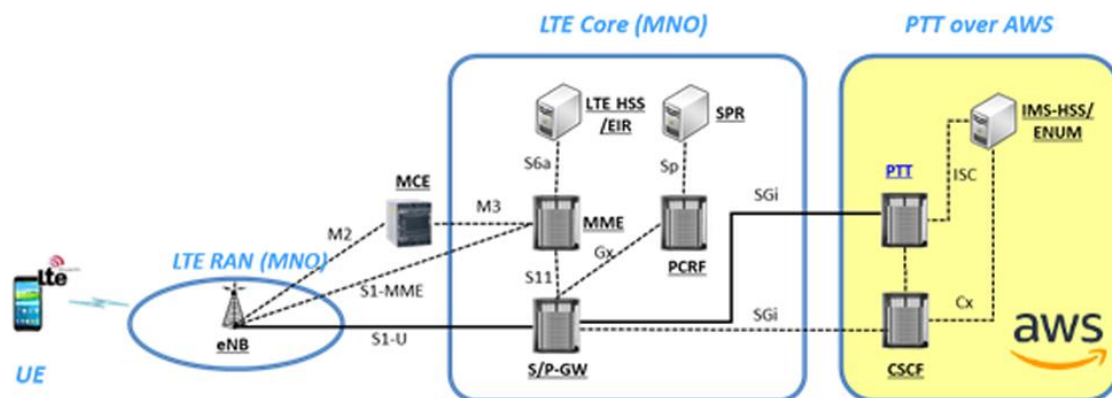 LTE Core (MNO)
PTT over AWS
LTE HSS
/EIR
SPR
IMS-HSS/
ENUM
S6a
Sp
MCE
PTT
ISC
M3
SGi
M2
MME
Gx
PCRF
LTE RAN (MNO)
Lte
S11
S1-MME
SGi
Cx
S1-U
eNB
S/P-GW
CSCF
aws
UE